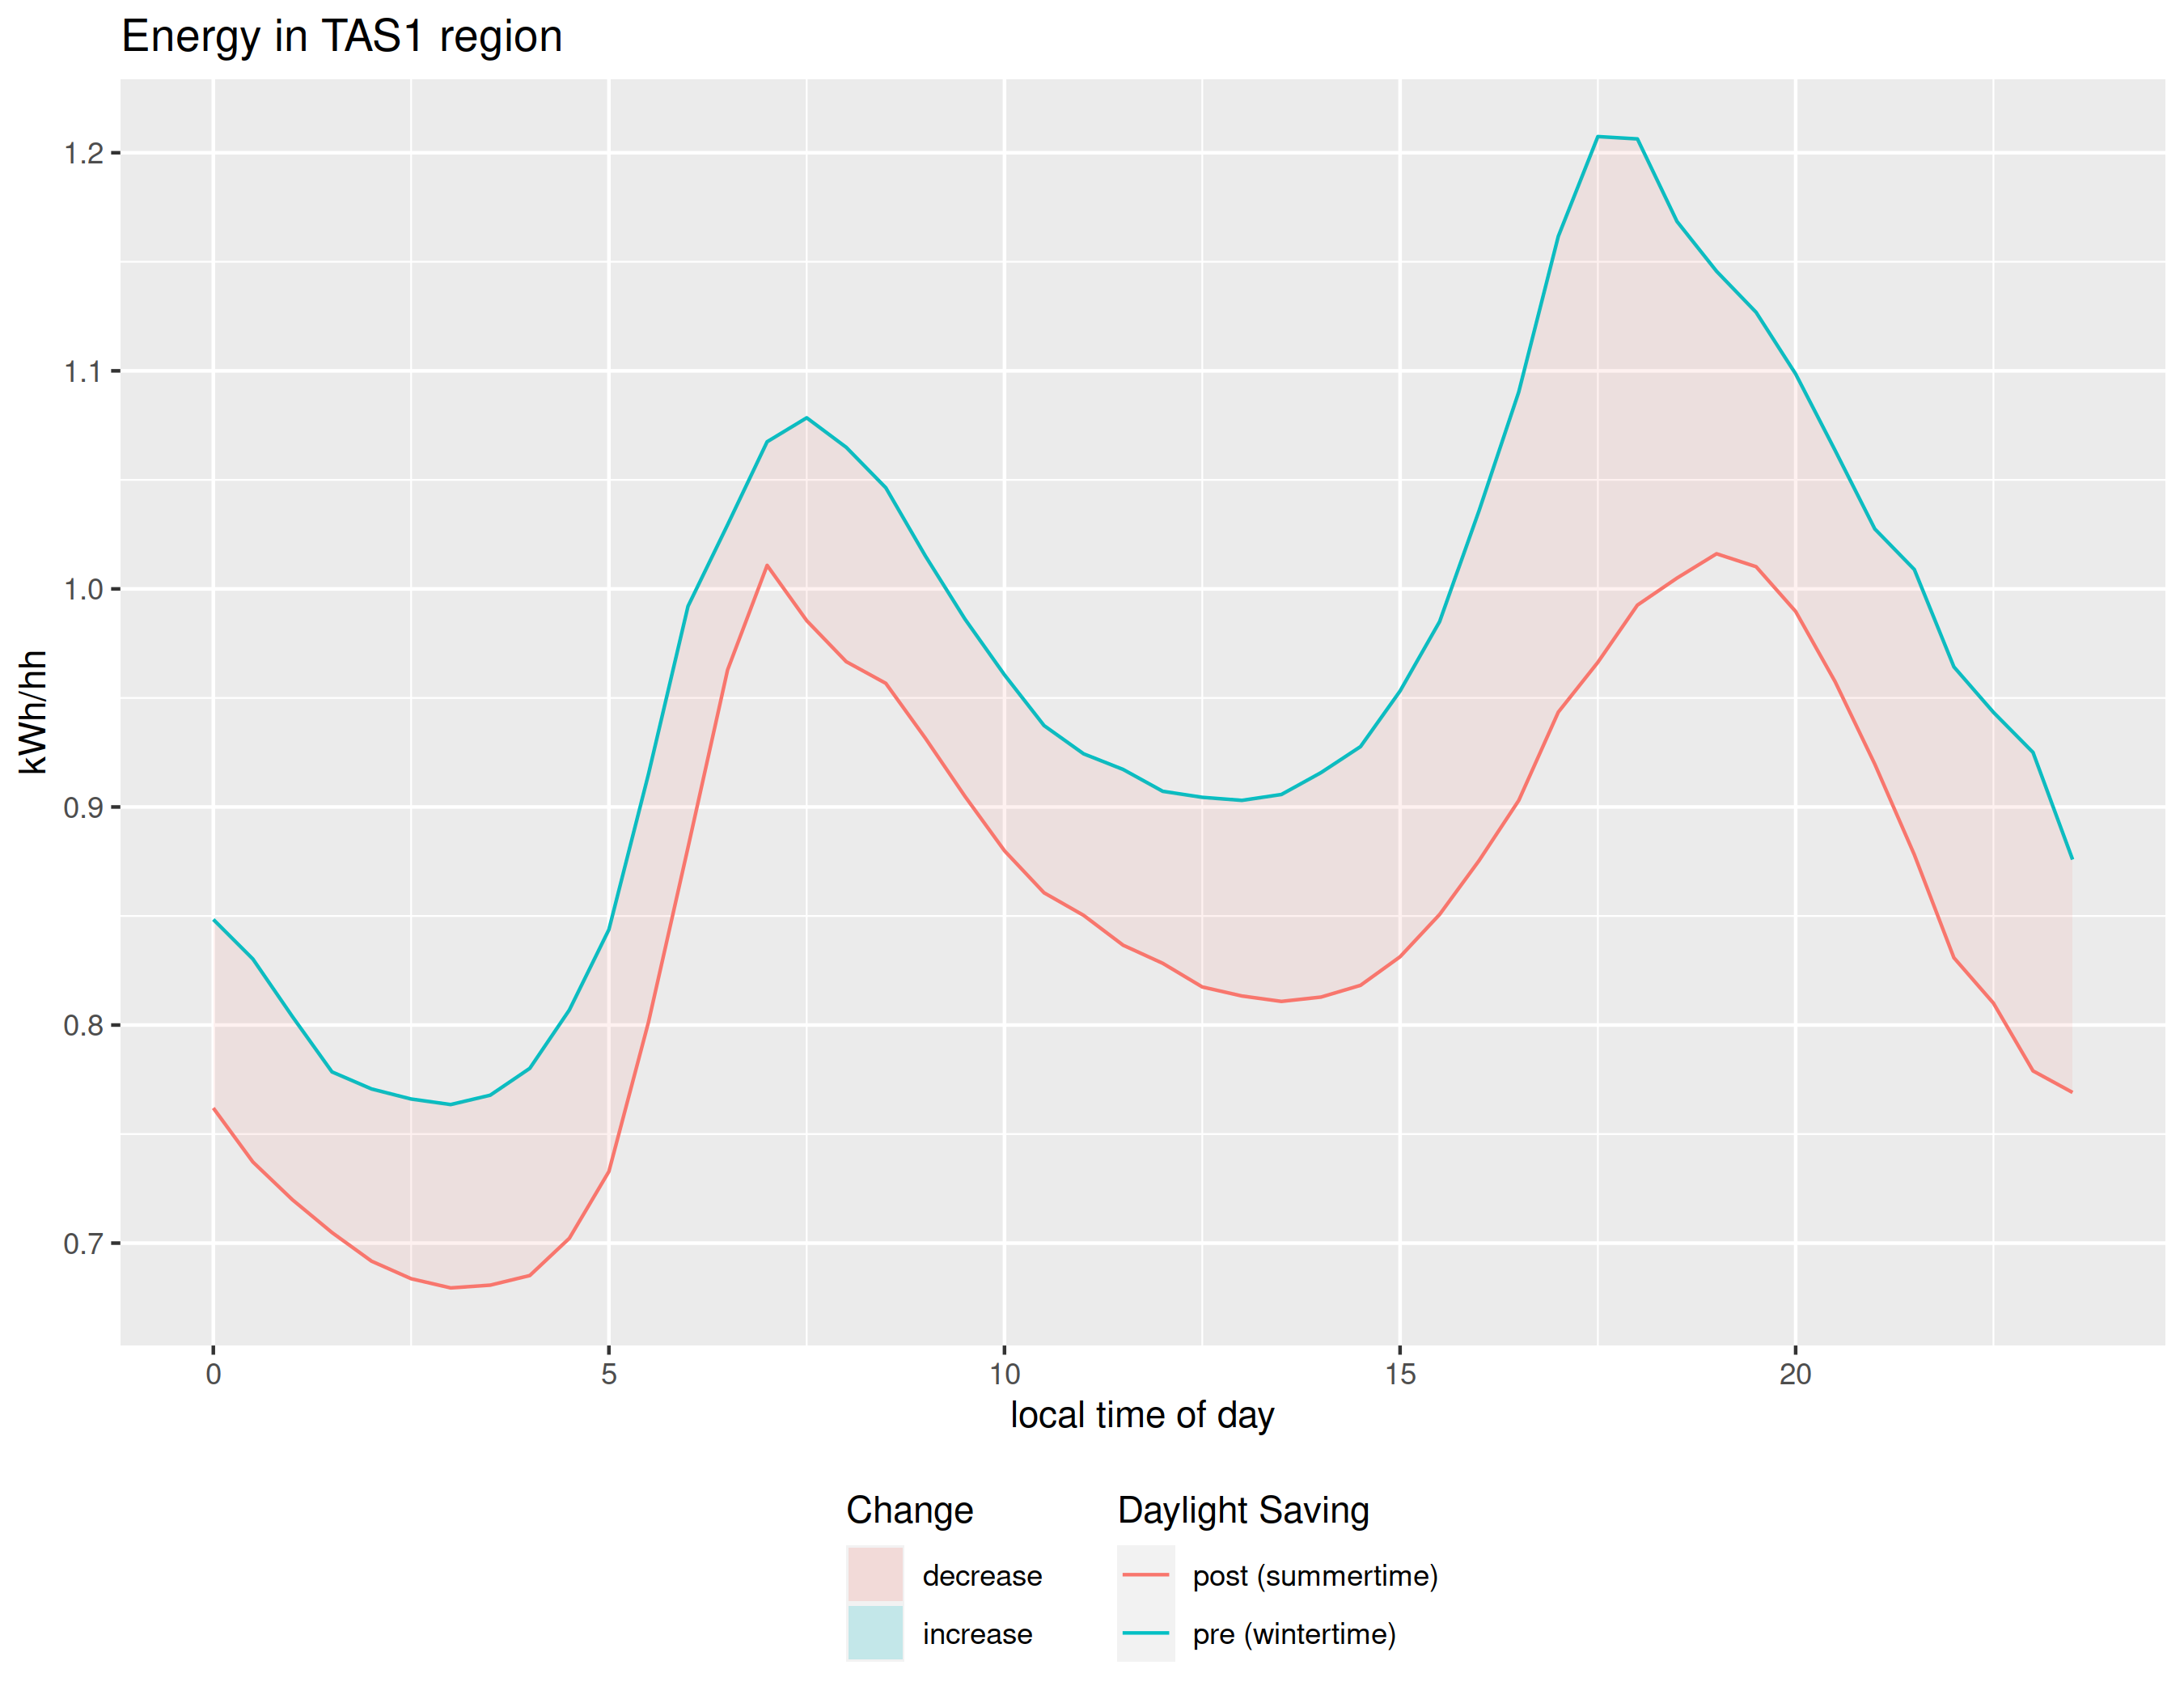 Energy in TAS1 region
kWh/hh
1.2
1.1
1.0
0.9
0.8
0.7
0 5 10 15 20
local time of day
Change
decrease
increase
Daylight Saving
post (summertime)
pre (wintertime)